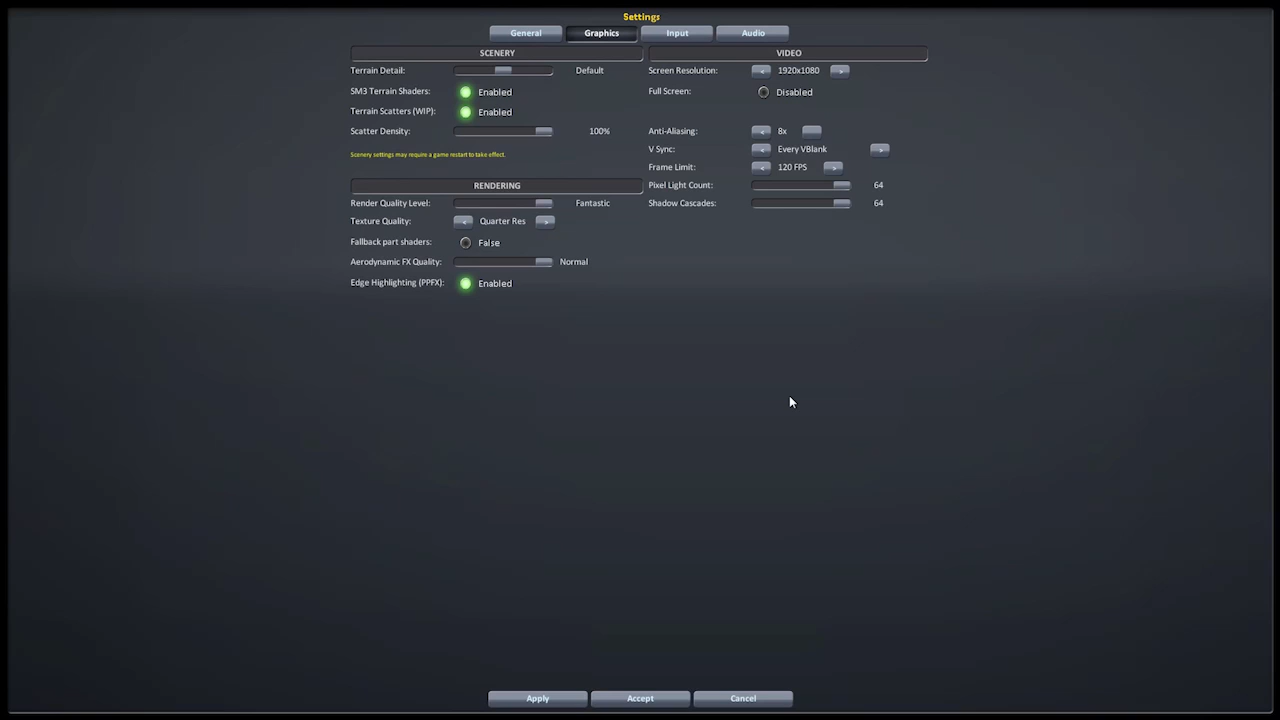 Settings
General Graphics Input Audio
SCENERY
Terrain Detail: Default
SM3 Terrain Shaders: Enabled
Terrain Scatters (WIP): Enabled
Scatter Density: 100%
Scenery settings may require a game restart to take effect.
RENDERING
Render Quality Level: Fantastic
Texture Quality: < Quarter Res >
Fallback part shaders: False
Aerodynamic FX Quality: Normal
Edge Highlighting (PPFX): Enabled
VIDEO
Screen Resolution: < 1920x1080 >
Full Screen: Disabled
Anti-Aliasing: < 8x
V Sync: < Every VBlank >
Frame Limit: < 120 FPS >
Pixel Light Count: 64
Shadow Cascades: 64
Apply Accept Cancel